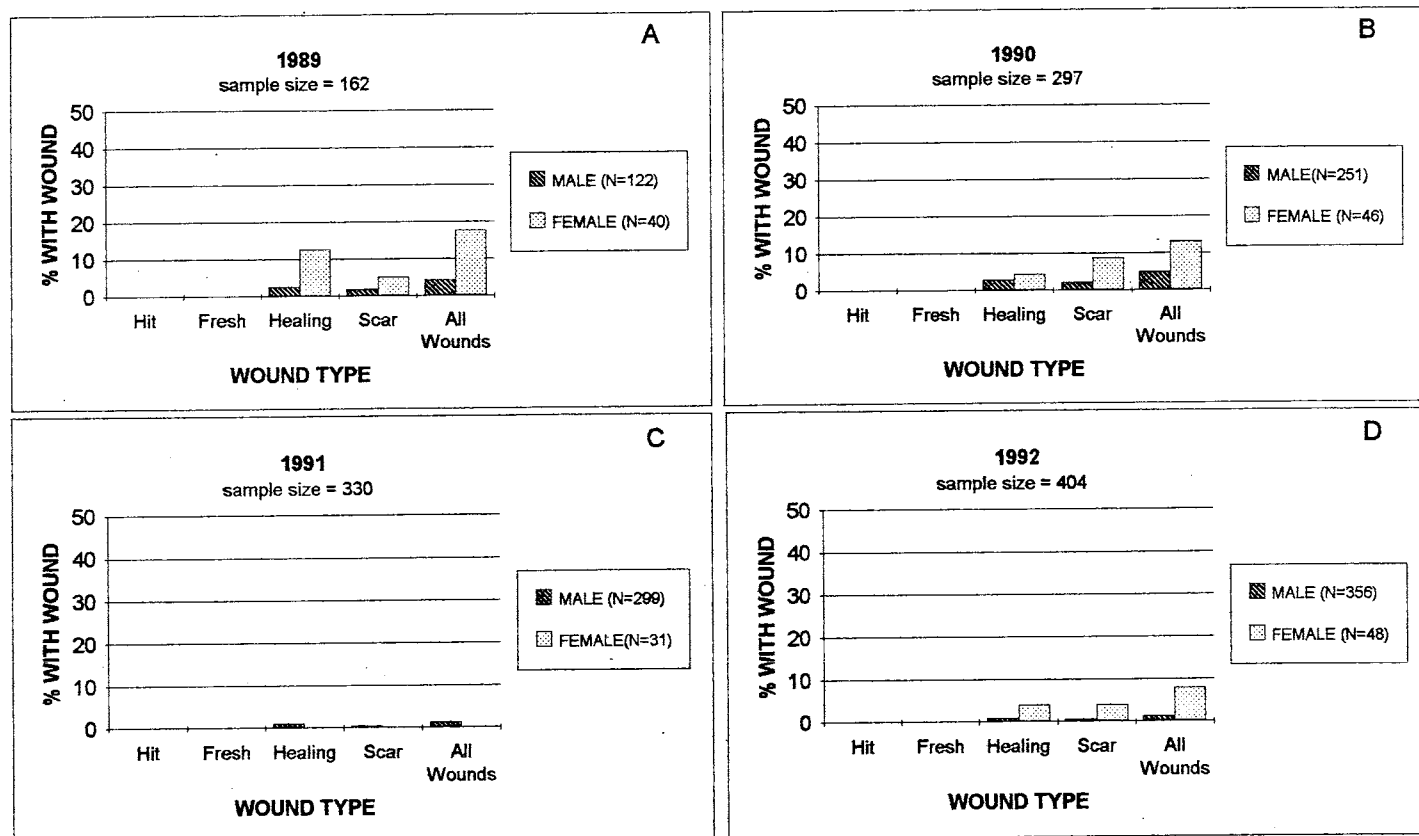 A
1989
sample size = 162
50
40
30
20
10
0
% WITH WOUND
Hit Fresh Healing Scar All Wounds
WOUND TYPE
MALE (N=122)
FEMALE (N=40)
B
1990
sample size = 297
50
40
30
20
10
0
% WITH WOUND
Hit Fresh Healing Scar All Wounds
WOUND TYPE
MALE(N=251)
FEMALE (N=46)
C
1991
sample size = 330
50
40
30
20
10
0
% WITH WOUND
Hit Fresh Healing Scar All Wounds
WOUND TYPE
MALE (N=299)
FEMALE(N=31)
D
1992
sample size = 404
50
40
30
20
10
0
% WITH WOUND
Hit Fresh Healing Scar All Wounds
WOUND TYPE
MALE (N=356)
FEMALE (N=48)